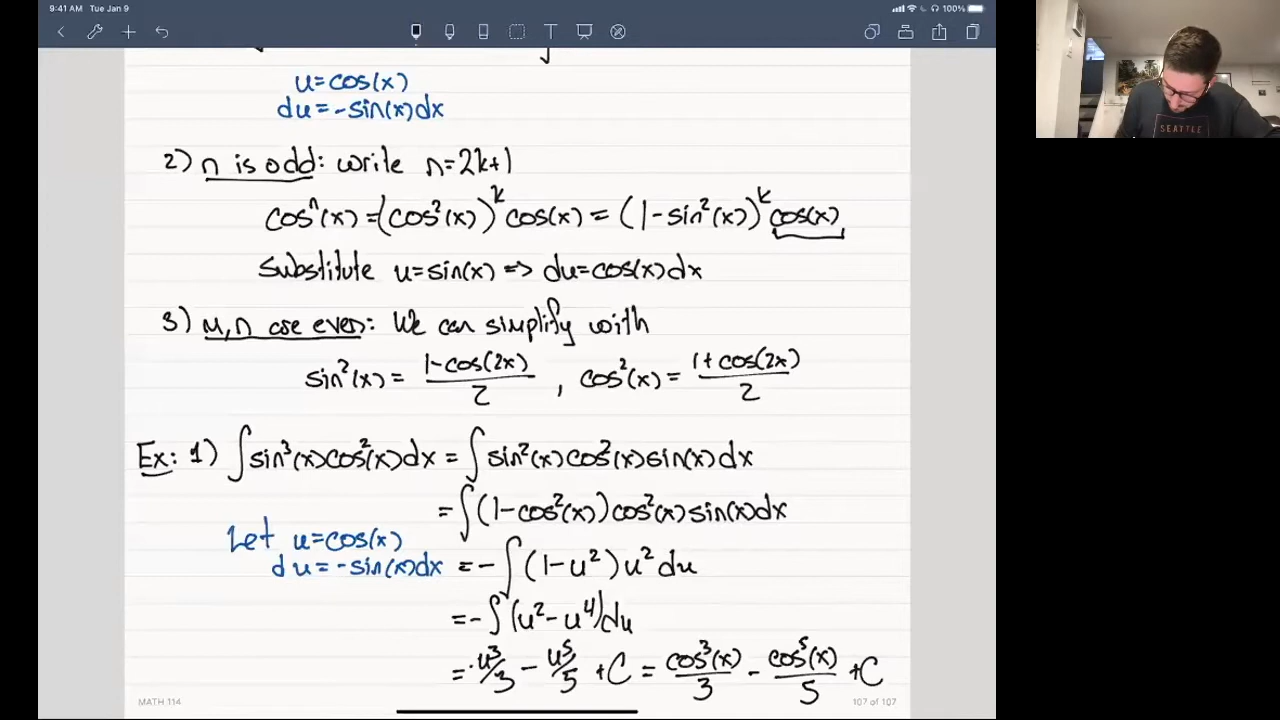 9:41 AM Tue Jan 9
100%
u=cos(x)
du=-sin(x)dx
2) n is odd: write n=2k+1
cosⁿ(x)=(cos²(x))ᵏcos(x)=(1-sin²(x))ᵏcos(x)
Substitute u=sin(x) => du=cos(x)dx
3) m,n are even: We can simplify with
sin²(x)= (1-cos(2x))/2 , cos²(x)= (1+cos(2x))/2
Ex: 1) ∫sin³(x)cos²(x)dx = ∫sin²(x)cos²(x)sin(x)dx
= ∫(1-cos²(x))cos²(x)sin(x)dx
Let u=cos(x)
du=-sin(x)dx = -∫(1-u²)u²du
= -∫(u²-u⁴)du
= -u³/3 - u⁵/5 +C = cos³(x)/3 - cos⁵(x)/5 +C
MATH 114
107 of 107
SEATTLE